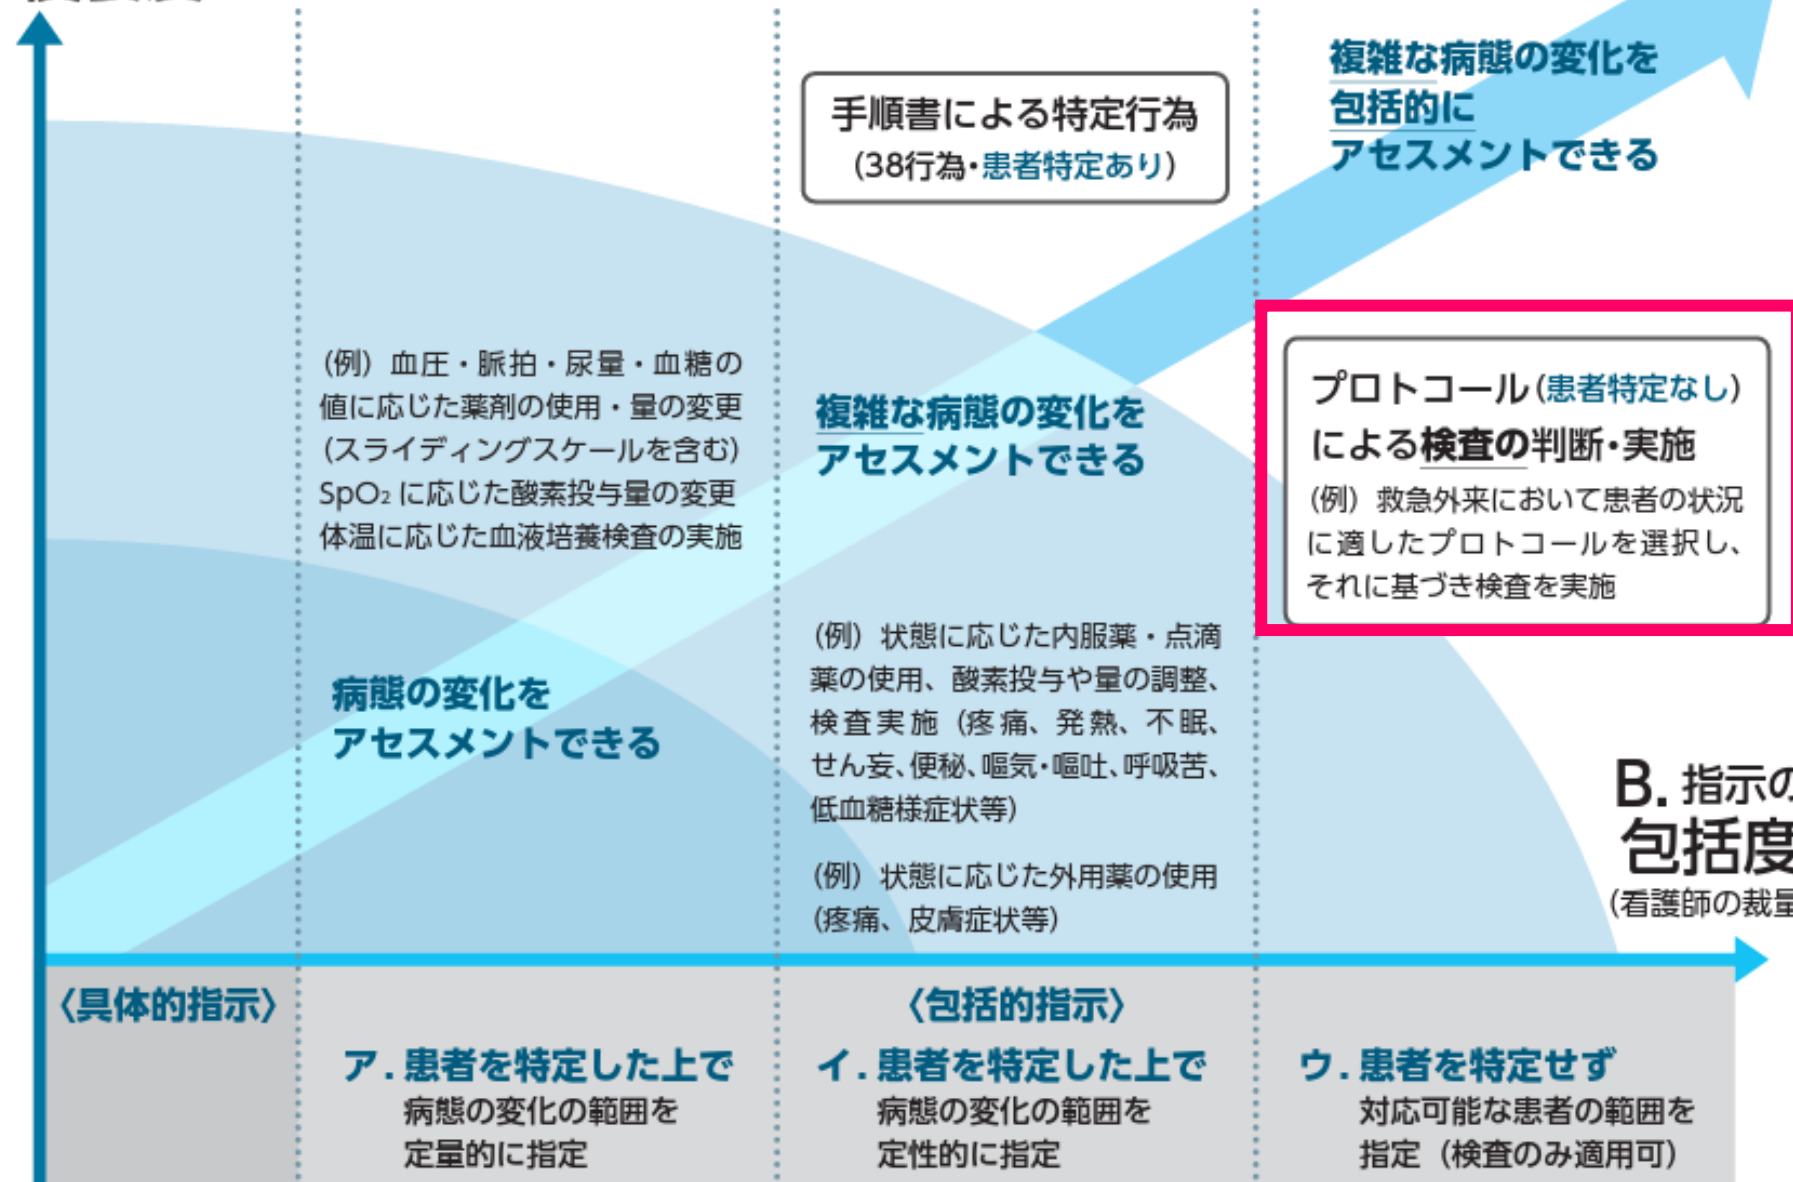 手順書による特定行為
(38行為・患者特定あり)
複雑な病態の変化を
包括的に
アセスメントできる
(例) 血圧・脈拍・尿量・血糖の
値に応じた薬剤の使用・量の変更
(スライディングスケールを含む)
SpO₂ に応じた酸素投与量の変更
体温に応じた血液培養検査の実施
複雑な病態の変化を
アセスメントできる
プロトコール(患者特定なし)
による検査の判断・実施
(例) 救急外来において患者の状況
に適したプロトコールを選択し、
それに基づき検査を実施
病態の変化を
アセスメントできる
(例) 状態に応じた内服薬・点滴
薬の使用、酸素投与や量の調整、
検査実施 (疼痛、発熱、不眠、
せん妄、便秘、嘔気・嘔吐、呼吸苦、
低血糖様症状等)
(例) 状態に応じた外用薬の使用
(疼痛、皮膚症状等)
B. 指示の
包括度
(看護師の裁量
〈具体的指示〉
〈包括的指示〉
ア. 患者を特定した上で
病態の変化の範囲を
定量的に指定
イ. 患者を特定した上で
病態の変化の範囲を
定性的に指定
ウ. 患者を特定せず
対応可能な患者の範囲を
指定 (検査のみ適用可)